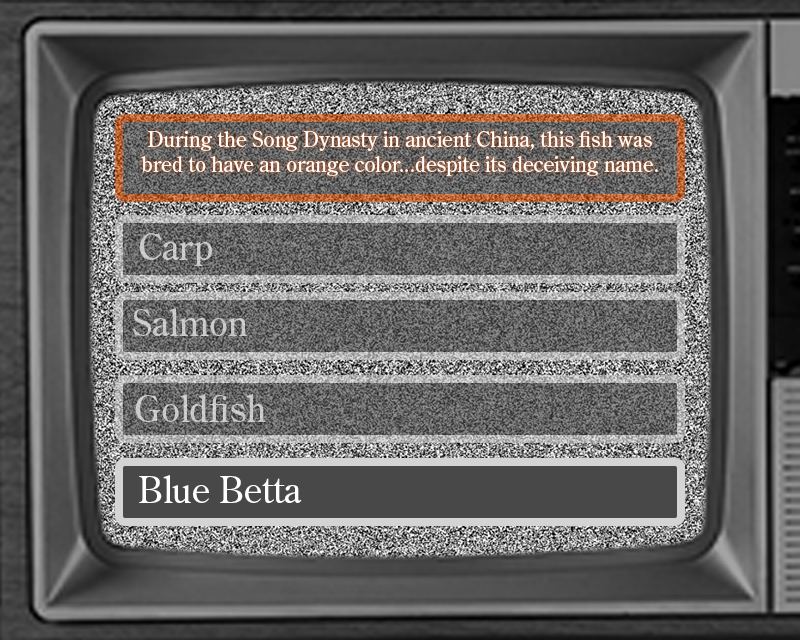 During the Song Dynasty in ancient China, this fish was
bred to have an orange color...despite its deceiving name.
Carp
Salmon
Goldfish
Blue Betta